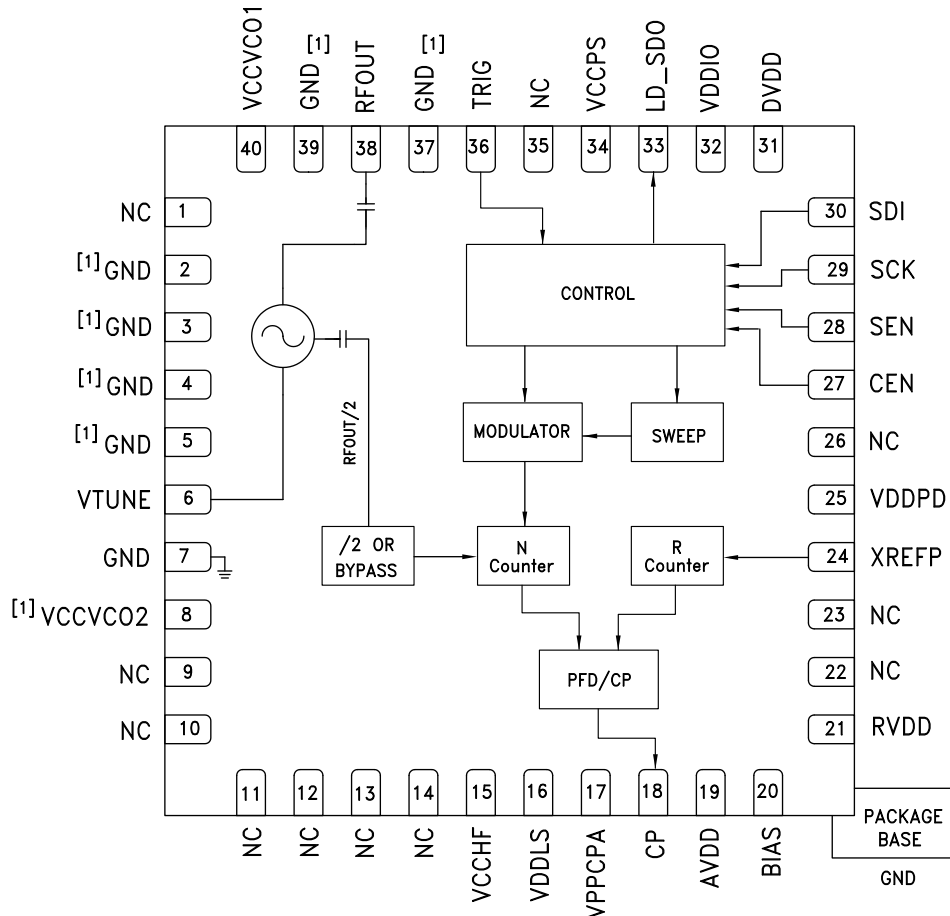 VCCVCO1
GND [1]
RFOUT
GND [1]
TRIG
NC
VCCPS
LD_SDO
VDDIO
DVDD
40
39
38
37
36
35
34
33
32
31
NC 1
[1] GND 2
[1] GND 3
[1] GND 4
[1] GND 5
VTUNE 6
GND 7
[1] VCCVCO2 8
NC 9
NC 10
30 SDI
29 SCK
28 SEN
27 CEN
26 NC
25 VDDPD
24 XREFP
23 NC
22 NC
21 RVDD
CONTROL
MODULATOR
SWEEP
RFOUT/2
/2 OR
BYPASS
N
Counter
R
Counter
PFD/CP
11
12
13
14
15
16
17
18
19
20
NC
NC
NC
NC
VCCHF
VDDLS
VPPCPA
CP
AVDD
BIAS
PACKAGE
BASE
GND